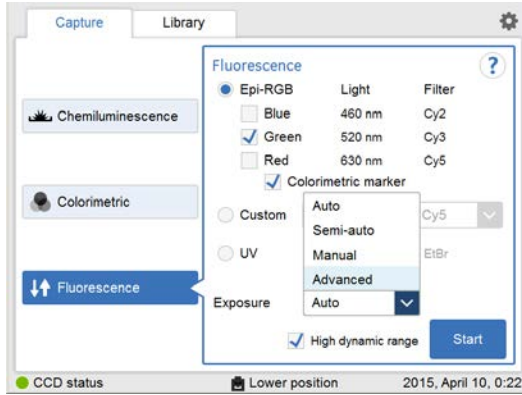 Capture
Library
Chemiluminescence
Colorimetric
Fluorescence
Fluorescence
?
Epi-RGB Light Filter
Blue 460 nm Cy2
Green 520 nm Cy3
Red 630 nm Cy5
Colorimetric marker
Custom Cy5
UV EtBr
Auto
Semi-auto
Manual
Advanced
Exposure Auto
High dynamic range
Start
CCD status Lower position 2015, April 10, 0:22